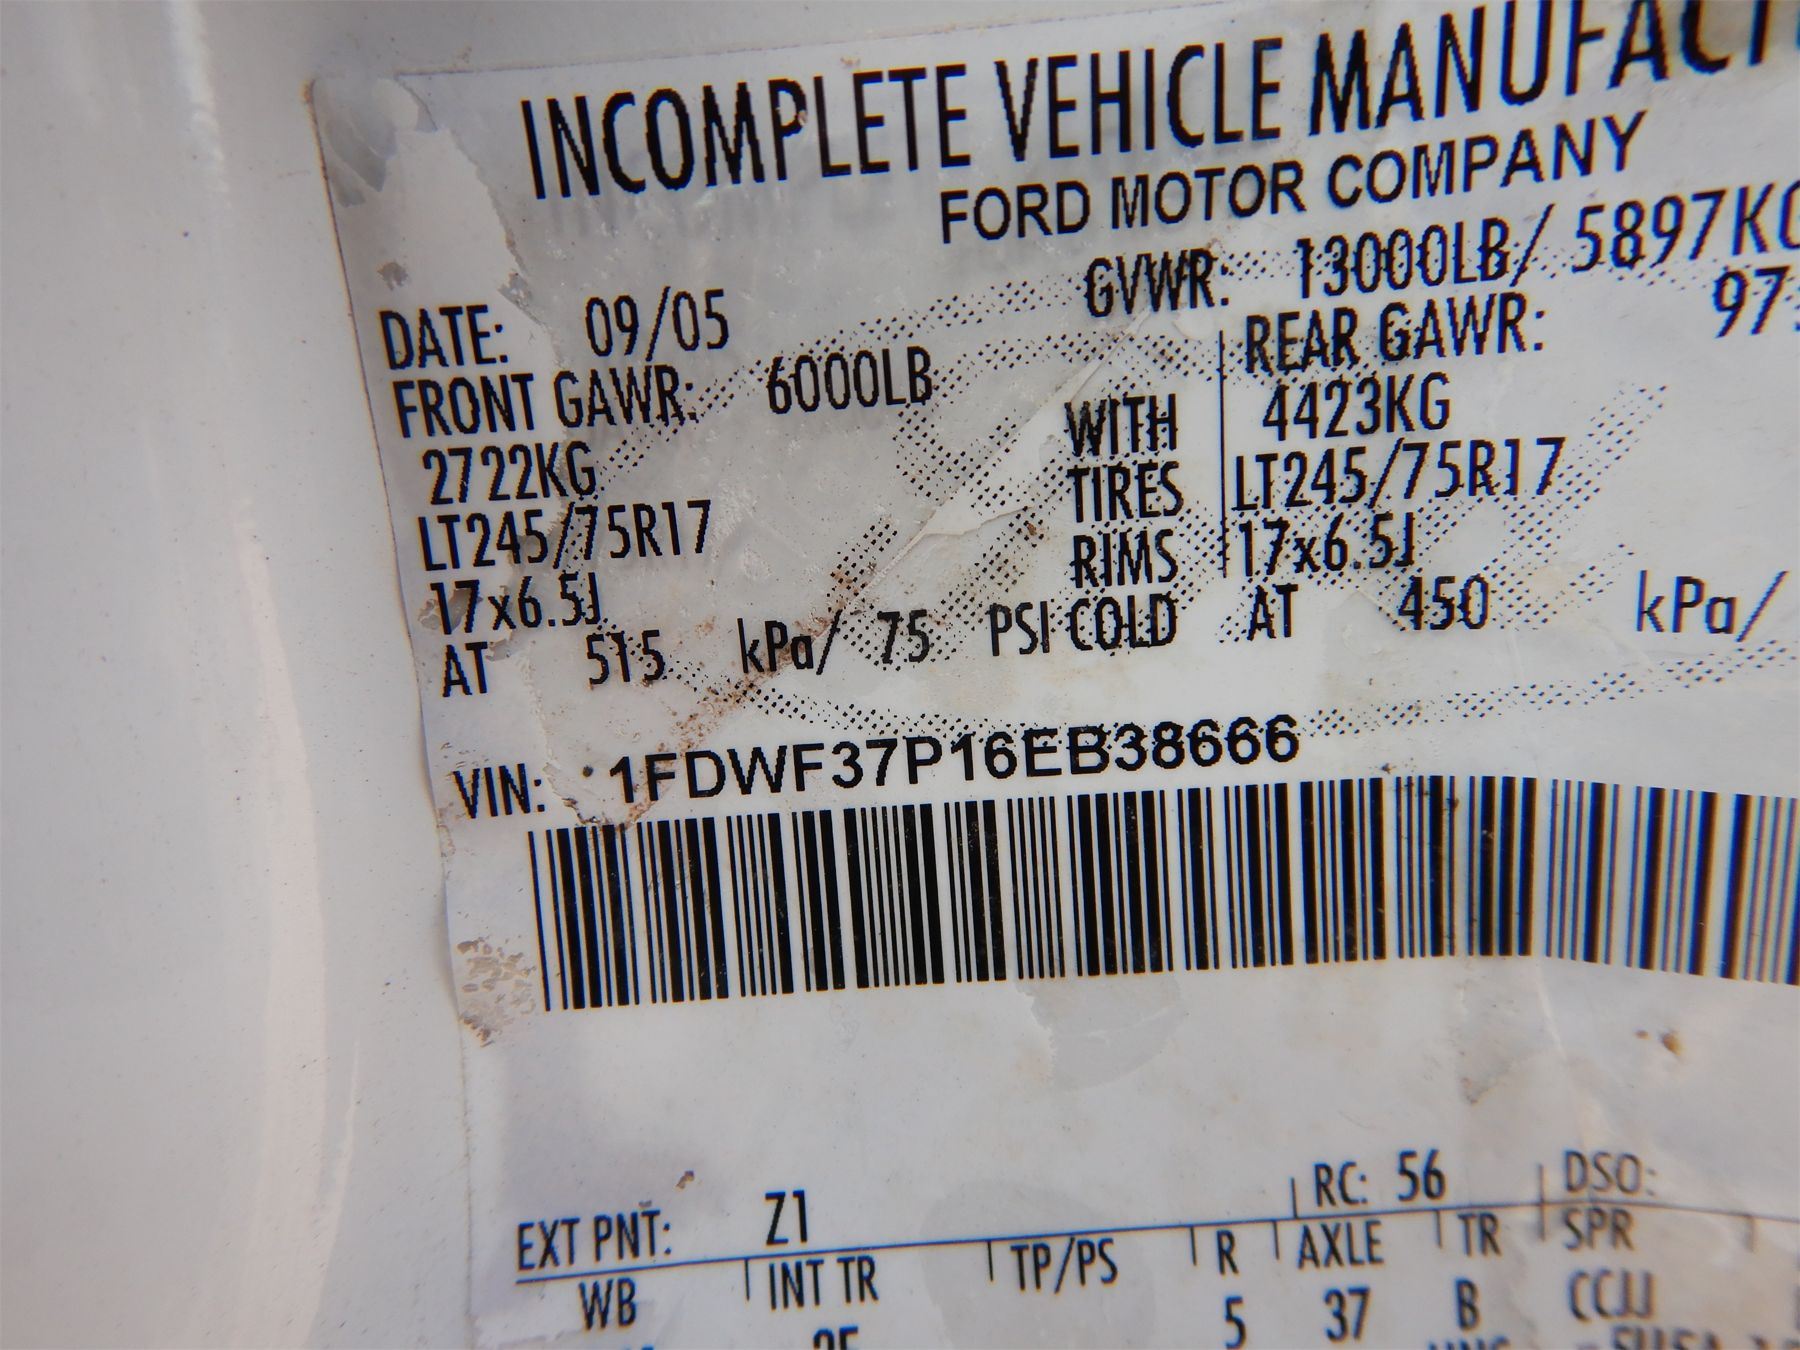 INCOMPLETE VEHICLE
FORD MOTOR COMPANY
DATE: 09/05 GVWR: 13000LB/ 5897KG
FRONT GAWR: 6000LB REAR GAWR:
2722KG WITH 4423KG
LT245/75R17 TIRES LT245/75R17
17x6.5J RIMS 17x6.5J
AT 515 kPa/ 75 PSI COLD AT 450 kPa/
VIN: 1FDWF37P16EB38666
EXT PNT: Z1 RC: 56 DSO:
WB INT TR TP/PS R AXLE TR SPR
5 37 B CCJJ